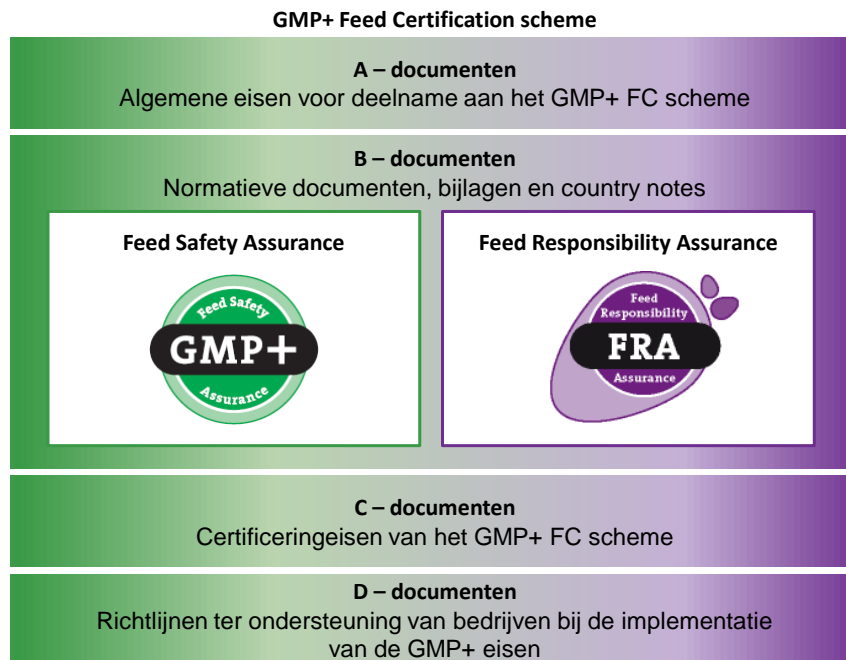 GMP+ Feed Certification scheme
A – documenten
Algemene eisen voor deelname aan het GMP+ FC scheme
B – documenten
Normatieve documenten, bijlagen en country notes
Feed Safety Assurance
Feed Safety
GMP+
Assurance
Feed Responsibility Assurance
Feed
Responsibility
FRA
Assurance
C – documenten
Certificeringeisen van het GMP+ FC scheme
D – documenten
Richtlijnen ter ondersteuning van bedrijven bij de implementatie
van de GMP+ eisen